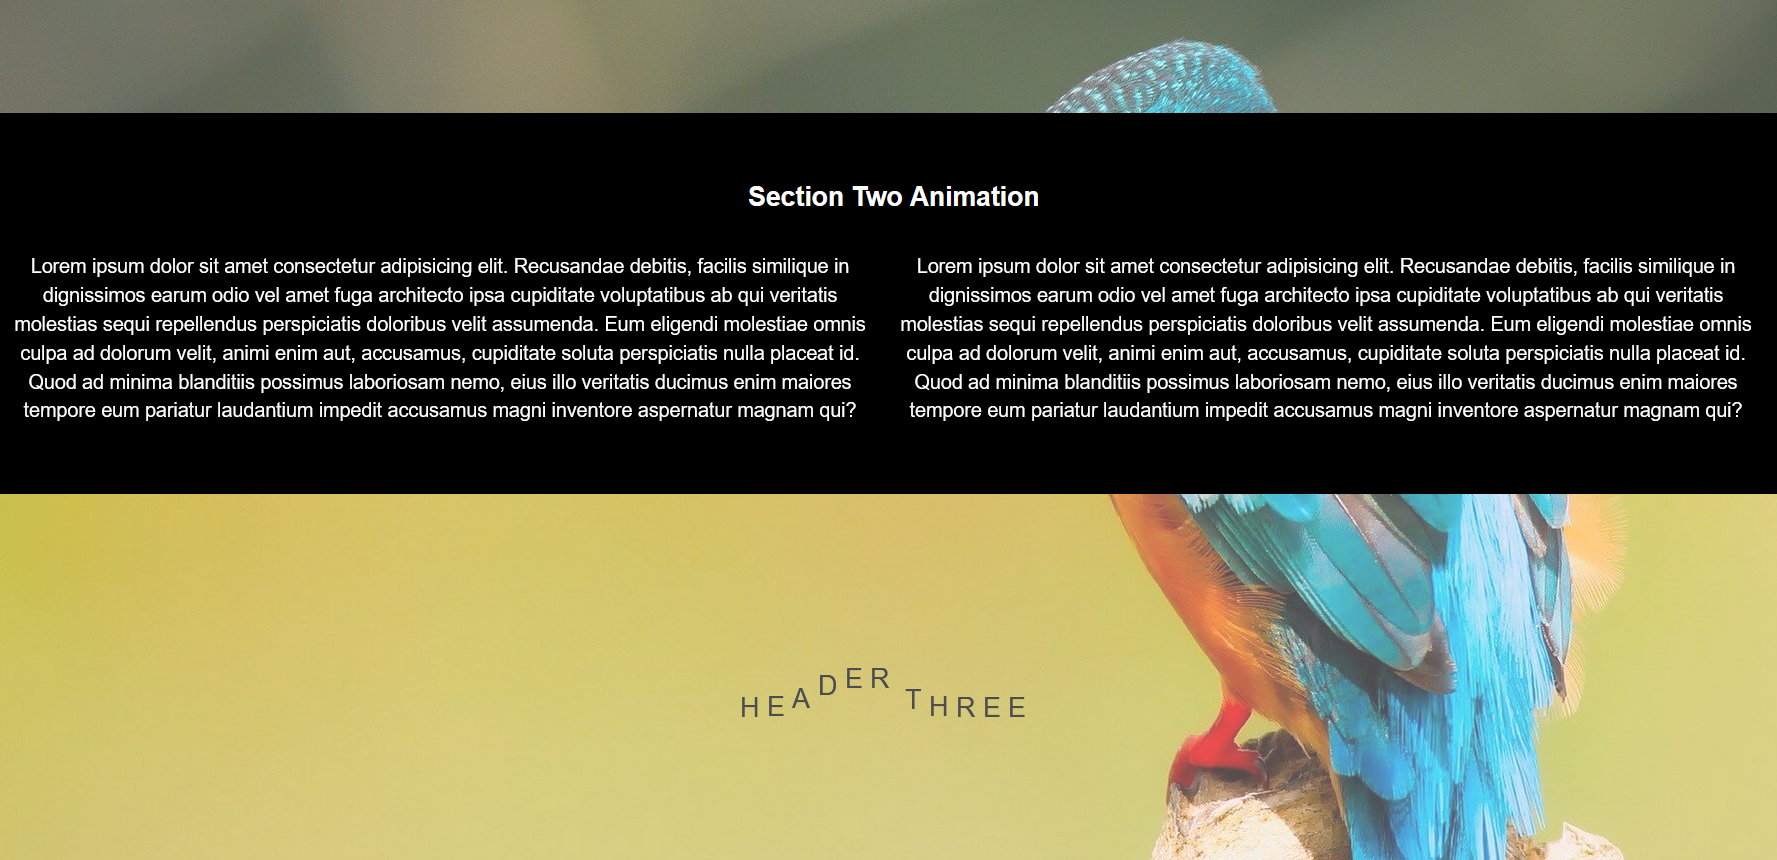 Section Two Animation
Lorem ipsum dolor sit amet consectetur adipisicing elit. Recusandae debitis, facilis similique in
dignissimos earum odio vel amet fuga architecto ipsa cupiditate voluptatibus ab qui veritatis
molestias sequi repellendus perspiciatis doloribus velit assumenda. Eum eligendi molestiae omnis
culpa ad dolorum velit, animi enim aut, accusamus, cupiditate soluta perspiciatis nulla placeat id.
Quod ad minima blanditiis possimus laboriosam nemo, eius illo veritatis ducimus enim maiores
tempore eum pariatur laudantium impedit accusamus magni inventore aspernatur magnam qui?
Lorem ipsum dolor sit amet consectetur adipisicing elit. Recusandae debitis, facilis similique in
dignissimos earum odio vel amet fuga architecto ipsa cupiditate voluptatibus ab qui veritatis
molestias sequi repellendus perspiciatis doloribus velit assumenda. Eum eligendi molestiae omnis
culpa ad dolorum velit, animi enim aut, accusamus, cupiditate soluta perspiciatis nulla placeat id.
Quod ad minima blanditiis possimus laboriosam nemo, eius illo veritatis ducimus enim maiores
tempore eum pariatur laudantium impedit accusamus magni inventore aspernatur magnam qui?
HEADER THREE